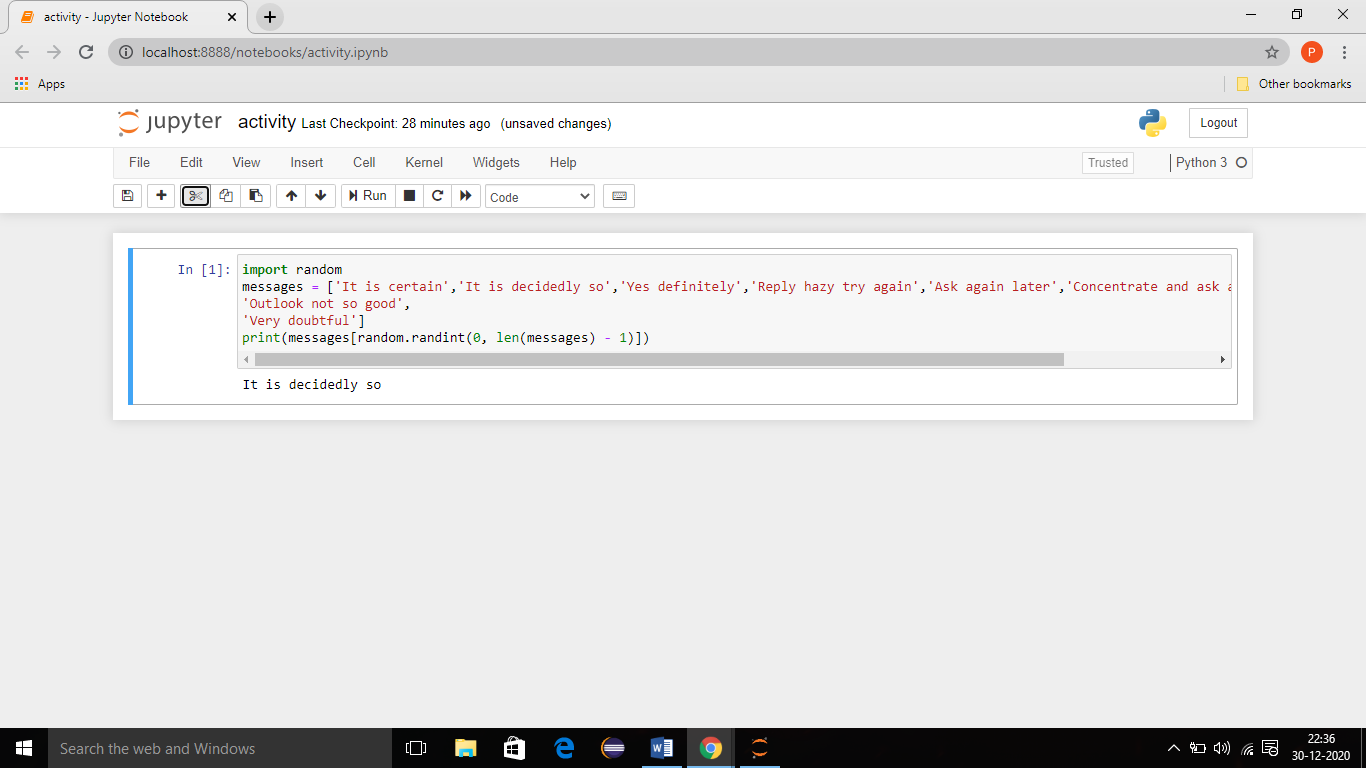 activity - Jupyter Notebook
localhost:8888/notebooks/activity.ipynb
P
Apps
Other bookmarks
jupyter activity Last Checkpoint: 28 minutes ago (unsaved changes)
Logout
File Edit View Insert Cell Kernel Widgets Help
Trusted
Python 3
Run
Code
In [1]: import random
messages = ['It is certain','It is decidedly so','Yes definitely','Reply hazy try again','Ask again later','Concentrate and ask a
'Outlook not so good',
'Very doubtful']
print(messages[random.randint(0, len(messages) - 1)])
It is decidedly so
Search the web and Windows
22:36
30-12-2020